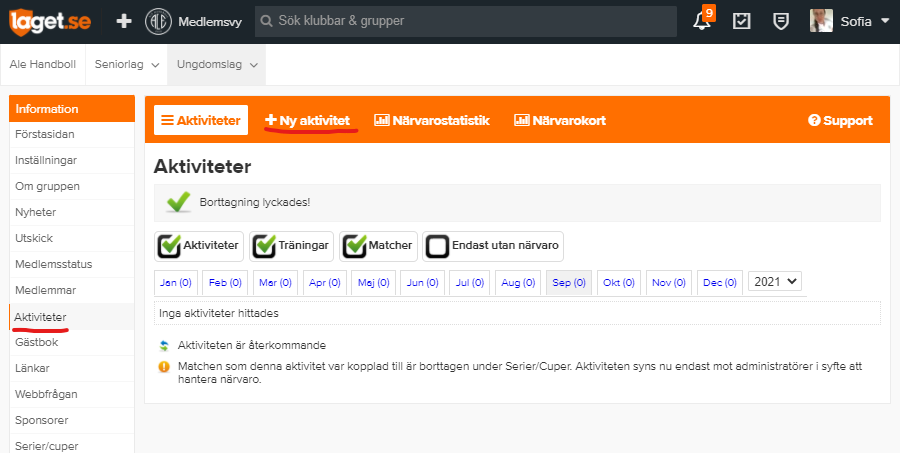 laget.se
Medlemsvy
Sök klubbar & grupper
9
Sofia
Ale Handboll
Seniorlag
Ungdomslag
Information
Förstasidan
Inställningar
Om gruppen
Nyheter
Utskick
Medlemsstatus
Medlemmar
Aktiviteter
Gästbok
Länkar
Webbfrågan
Sponsorer
Serier/cuper
Aktiviteter
Ny aktivitet
Närvarostatistik
Närvarokort
Support
Aktiviteter
Borttagning lyckades!
Aktiviteter
Träningar
Matcher
Endast utan närvaro
Jan (0)
Feb (0)
Mar (0)
Apr (0)
Maj (0)
Jun (0)
Jul (0)
Aug (0)
Sep (0)
Okt (0)
Nov (0)
Dec (0)
2021
Inga aktiviteter hittades
Aktiviteten är återkommande
Matchen som denna aktivitet var kopplad till är borttagen under Serier/Cuper. Aktiviteten syns nu endast mot administratörer i syfte att
hantera närvaro.